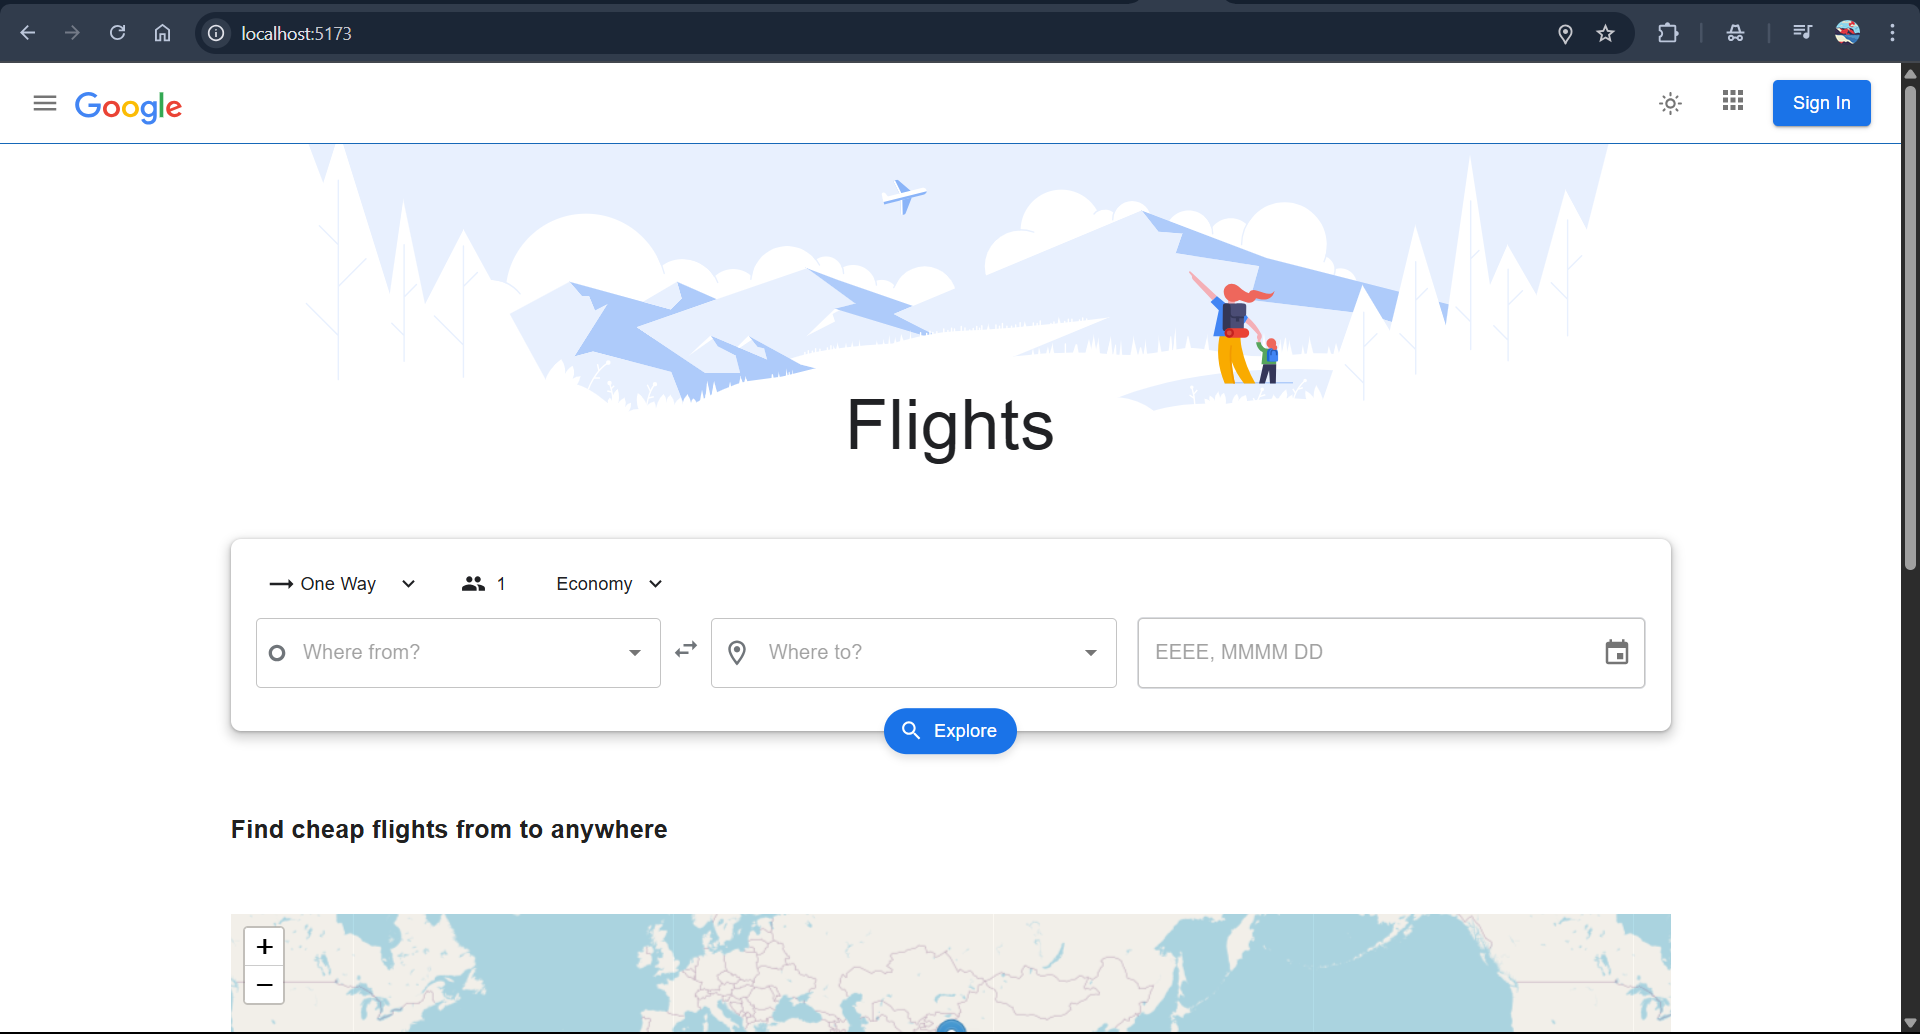 localhost:5173
Google
Sign In
Flights
One Way
1
Economy
Where from?
Where to?
EEEE, MMMM DD
Explore
Find cheap flights from to anywhere
+
−